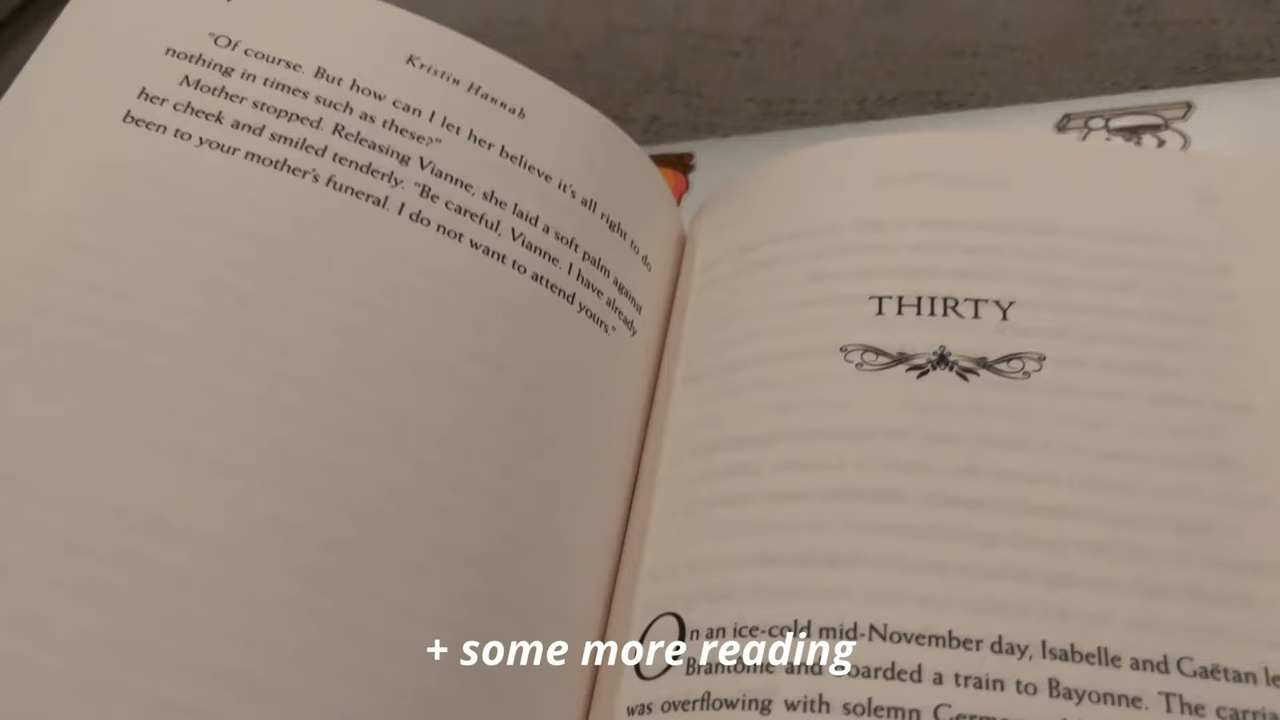 Kristin Hannah
"Of course. But how can I let her believe it's all right to do
nothing in times such as these?"
Mother stopped. Releasing Vianne, she laid a soft palm against
her cheek and smiled tenderly. "Be careful, Vianne. I have already
been to your mother's funeral. I do not want to attend yours."
THIRTY
On an ice-cold mid-November day, Isabelle and Gaëtan le
Brantôme and boarded a train to Bayonne. The carri
was overflowing with solemn
+ some more reading